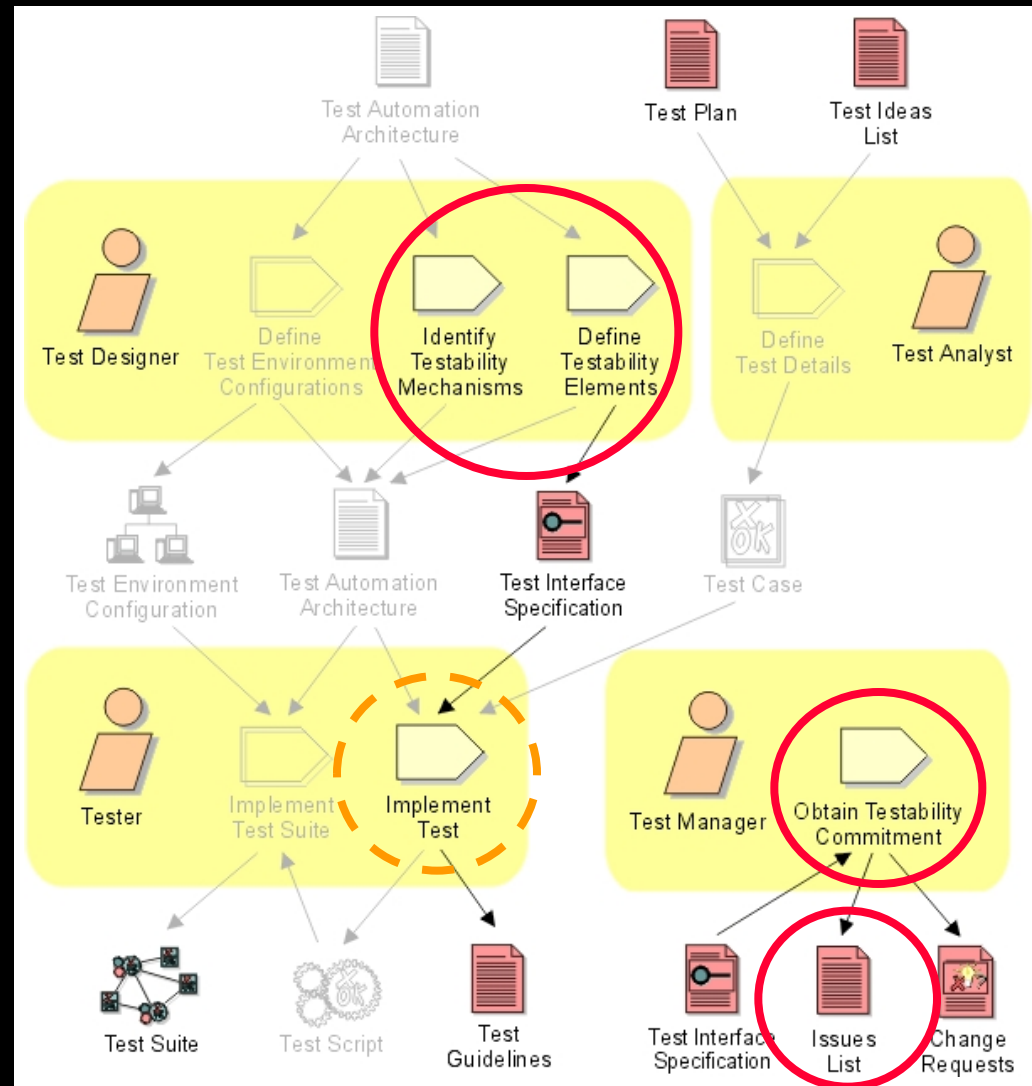 Test Automation
Architecture
Test Plan
Test Ideas
List
Test Designer
Define
Test Environment
Configurations
Identify
Testability
Mechanisms
Define
Testability
Elements
Define
Test Details
Test Analyst
Test Environment
Configuration
Test Automation
Architecture
Test Interface
Specification
X
OK
Test Case
Tester
Implement
Test Suite
Implement
Test
Test Manager
Obtain Testability
Commitment
Test Suite
X
OK
Test Script
Test
Guidelines
Test Interface
Specification
Issues
List
X
?
Change
Requests